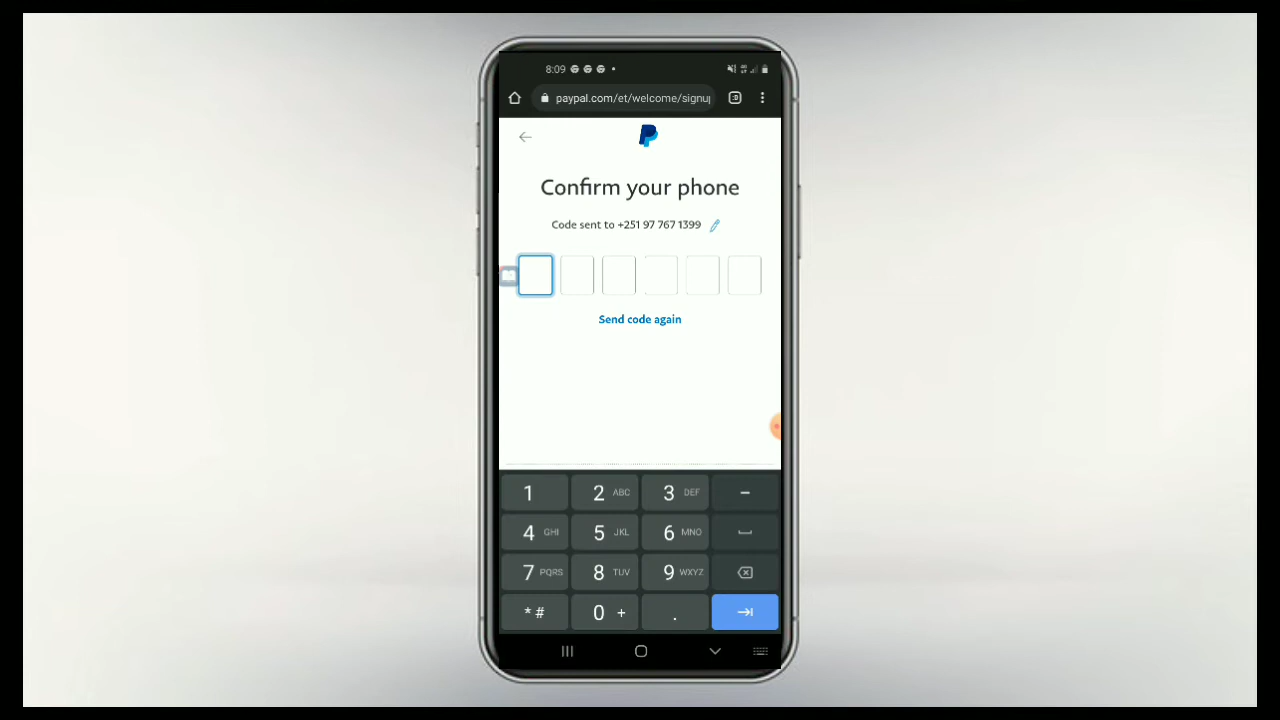 8:09
paypal.com/et/welcome/signu
Confirm your phone
Code sent to +251 97 767 1399
Send code again
1 2 ABC 3 DEF −
4 GHI 5 JKL 6 MNO
7 PQRS 8 TUV 9 WXYZ
* # 0 + .